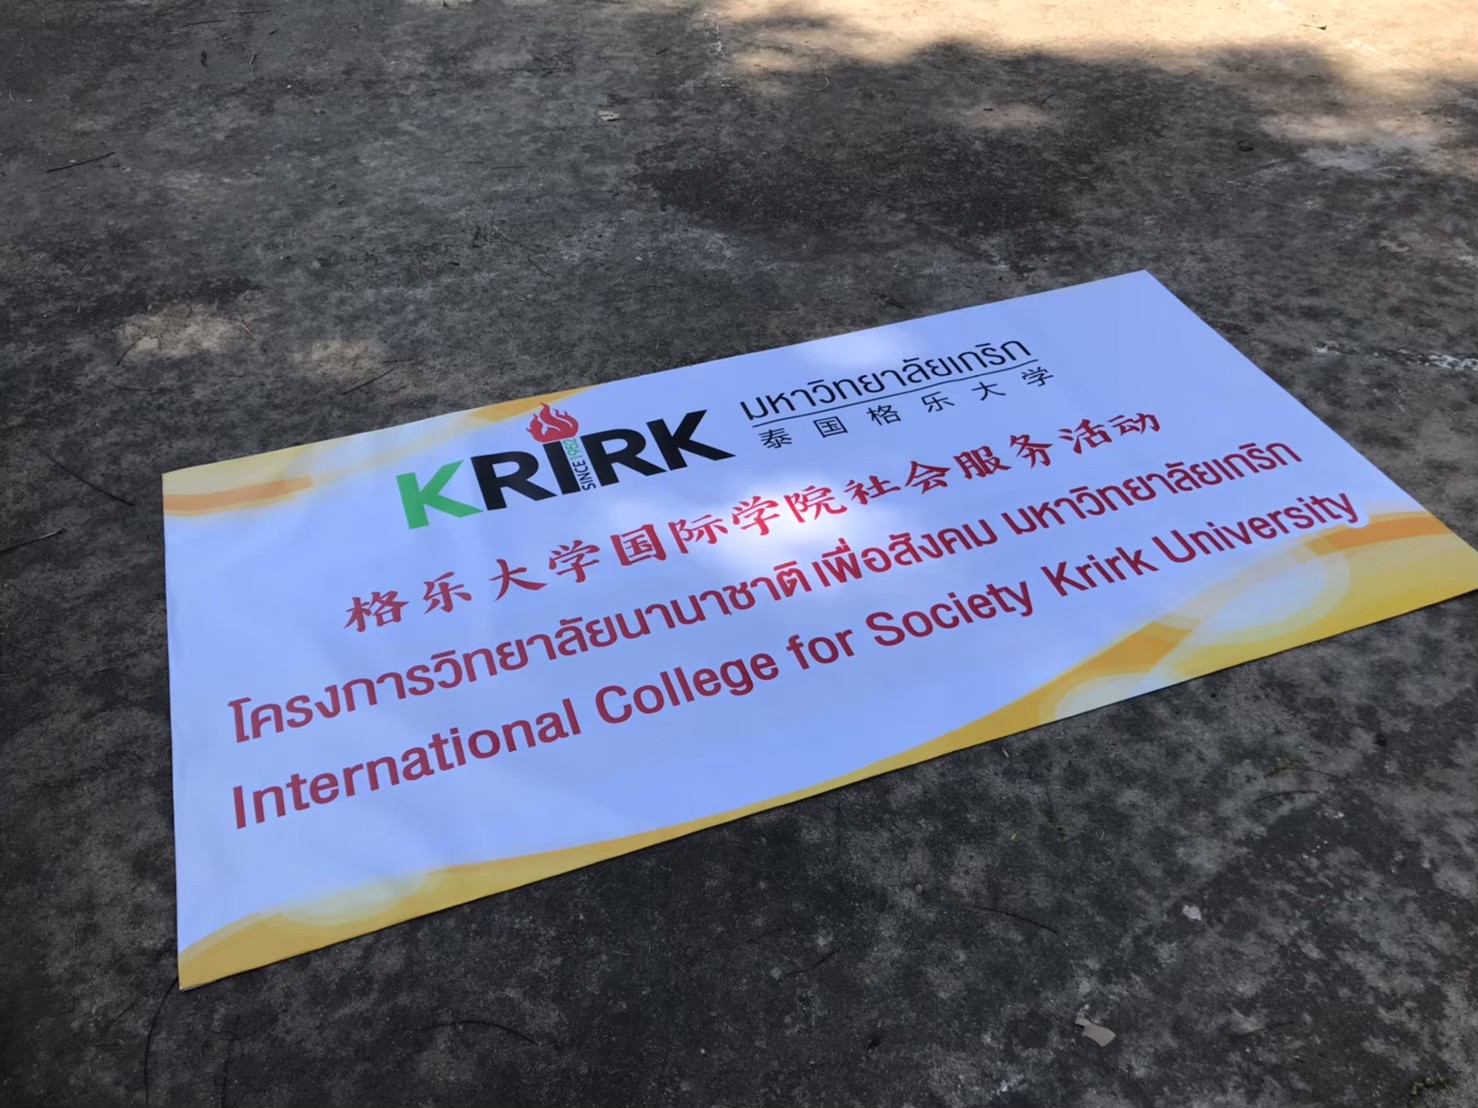 KRIRK
SINCE 1952
มหาวิทยาลัยเกริก
泰国格乐大学
格乐大学国际学院社会服务活动
โครงการวิทยาลัยนานาชาติเพื่อสังคม มหาวิทยาลัยเกริก
International College for Society Krirk University